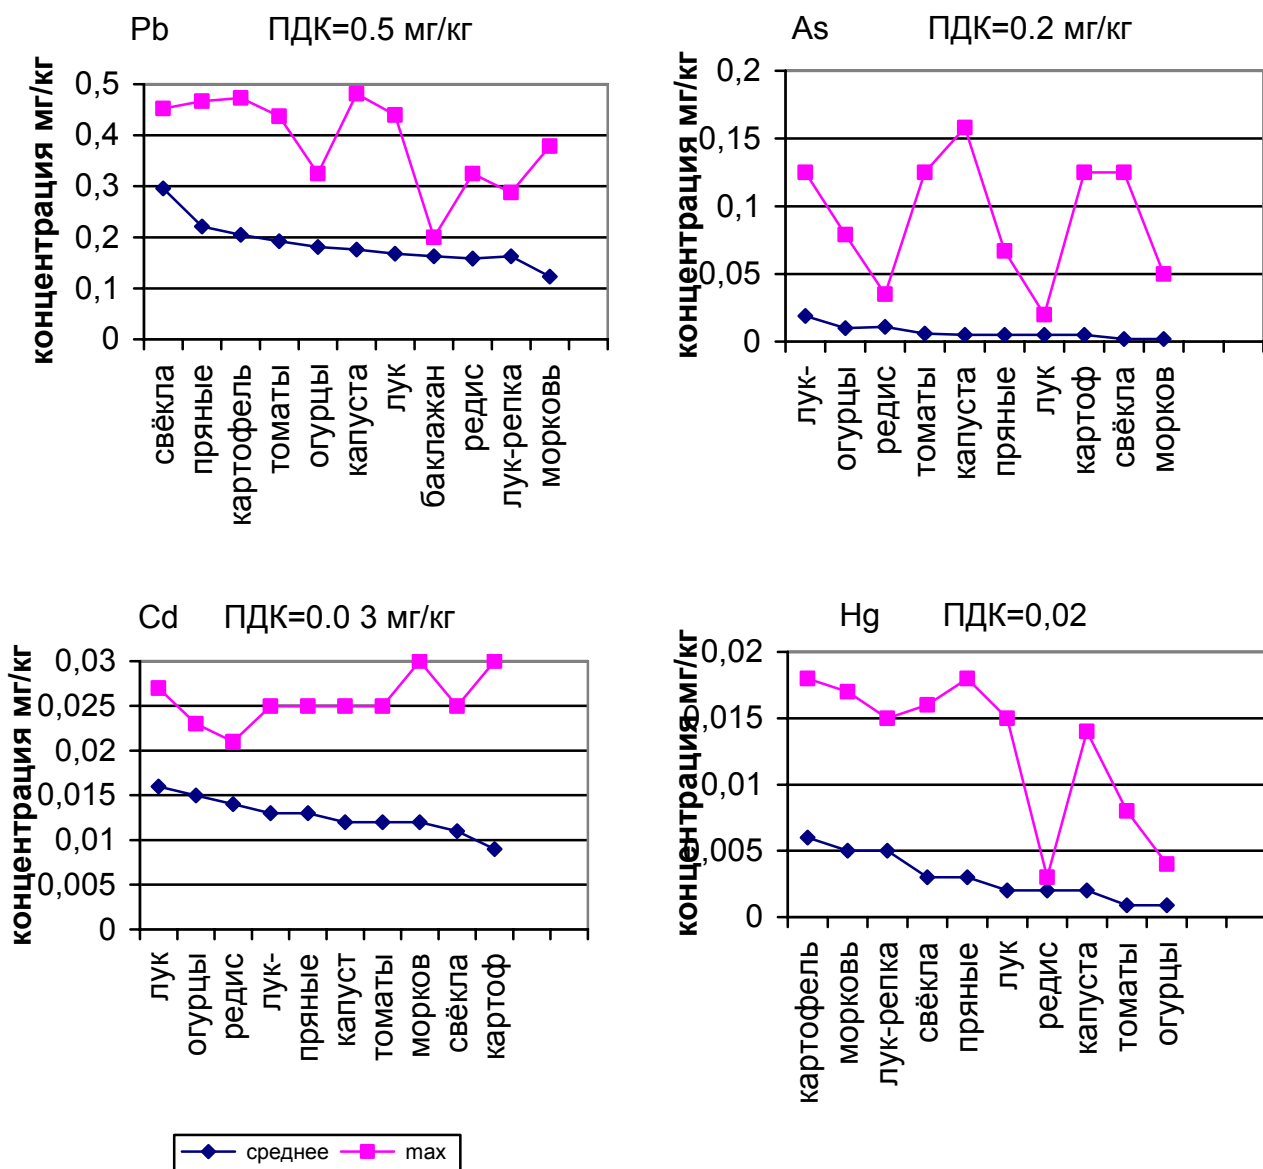 Pb ПДК=0.5 мг/кг
концентрация мг/кг
0,5
0,4
0,3
0,2
0,1
0
свёкла
пряные
картофель
томаты
огурцы
капуста
лук
баклажан
редис
лук-репка
морковь
As ПДК=0.2 мг/кг
концентрация мг/кг
0,2
0,15
0,1
0,05
0
лук-
огурцы
редис
томаты
капуста
пряные
лук
картоф
свёкла
морков
Cd ПДК=0.0 3 мг/кг
концентрация мг/кг
0,03
0,025
0,02
0,015
0,01
0,005
0
лук
огурцы
редис
лук-
пряные
капуст
томаты
морков
свёкла
картоф
Hg ПДК=0,02
концентрация мг/кг
0,02
0,015
0,01
0,005
0
картофель
морковь
лук-репка
свёкла
пряные
лук
редис
капуста
томаты
огурцы
среднее max